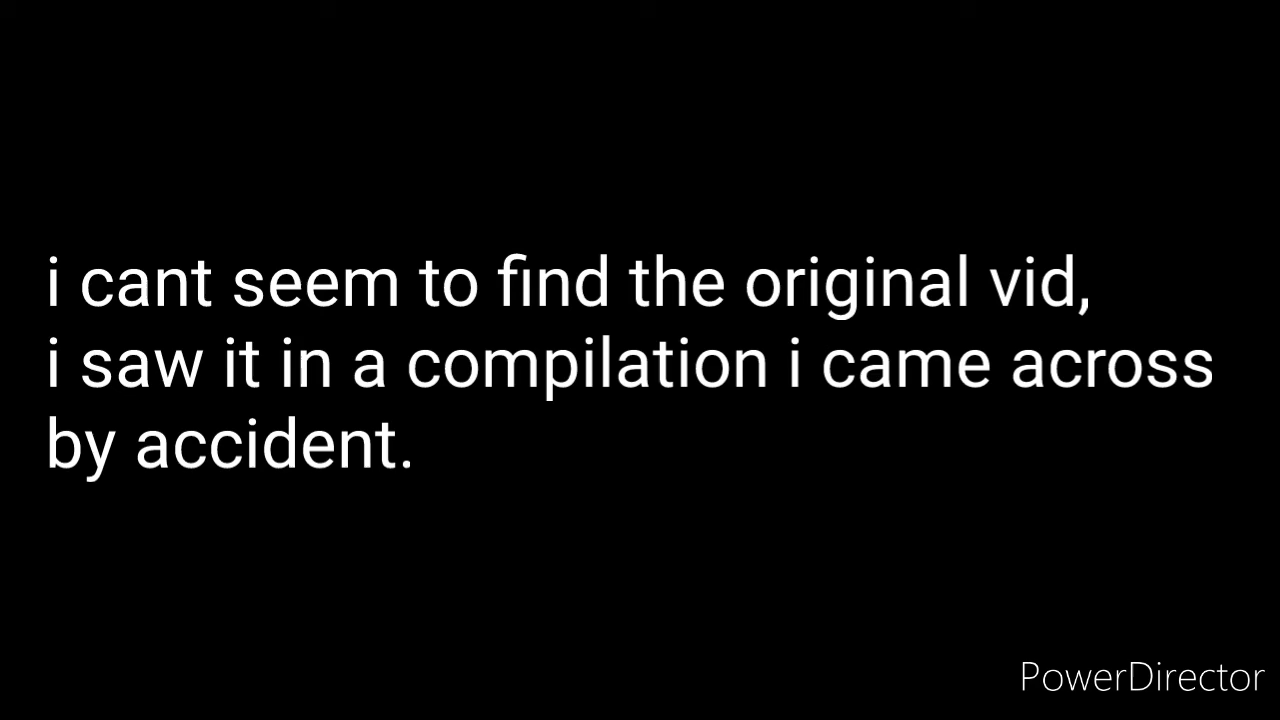 i cant seem to find the original vid,
i saw it in a compilation i came across
by accident.
PowerDirector